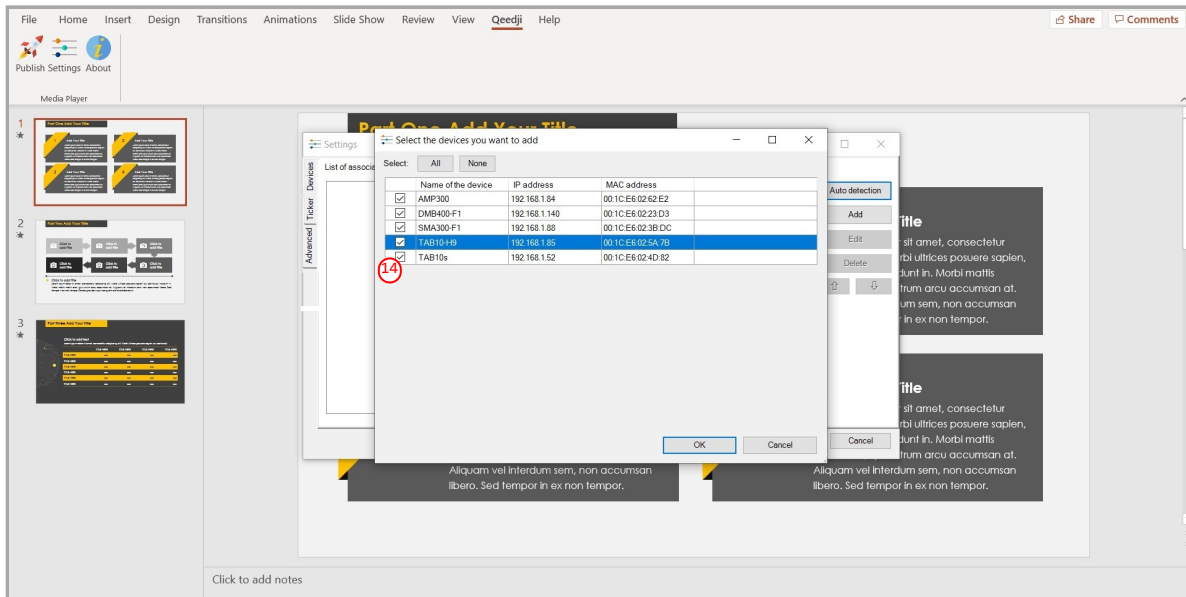 File Home Insert Design Transitions Animations Slide Show Review View Qeedji Help Share Comments
Publish Settings About
Media Player
1
Part One Add Your Title
2
3
Part One Add Your Title
Settings
Devices
Ticker
Advanced
List of associe
Select the devices you want to add
Select: All None
Name of the device IP address MAC address
AMP300 192.168.1.84 00:1C:E6:02:62:E2
DMB400-F1 192.168.1.140 00:1C:E6:02:23:D3
SMA300-F1 192.168.1.88 00:1C:E6:02:3B:DC
TAB10-H9 192.168.1.85 00:1C:E6:02:5A:7B
TAB10s 192.168.1.52 00:1C:E6:02:4D:82
14
OK Cancel
Auto detection
Add
Edit
Delete
Cancel
itle
sit amet, consectetur
rbi ultrices posuere sapien,
dunt in. Morbi mattis
trum arcu accumsan at.
um sem, non accumsan
in ex non tempor.
itle
sit amet, consectetur
rbi ultrices posuere sapien,
dunt in. Morbi mattis
trum arcu accumsan at.
Aliquam vel interdum sem, non accumsan
libero. Sed tempor in ex non tempor.
Aliquam vel interdum sem, non accumsan
libero. Sed tempor in ex non tempor.
Click to add notes